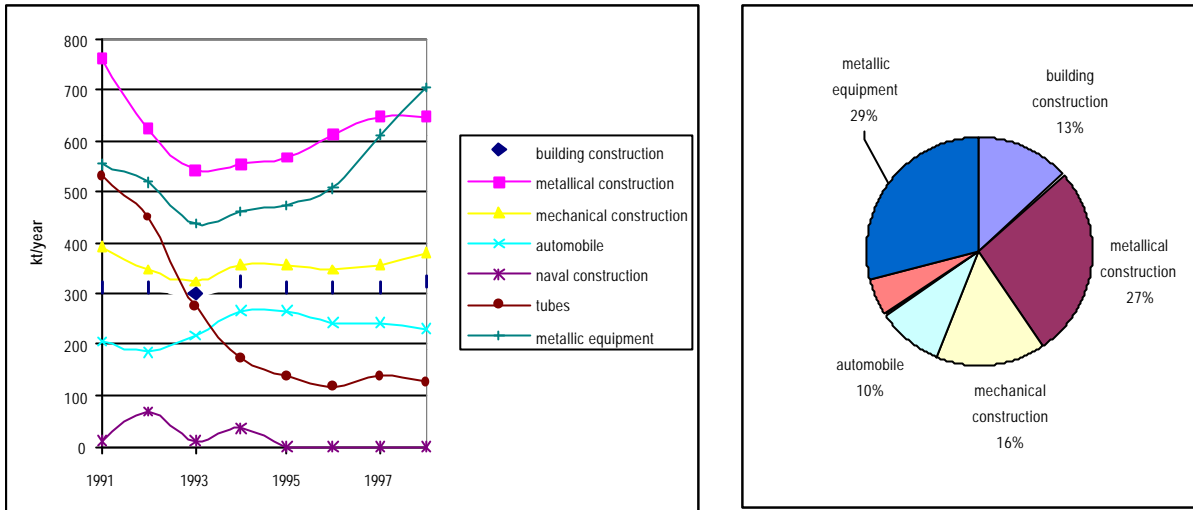 800
700
600
500
400
300
200
100
0
kt/year
1991
1993
1995
1997
building construction
metallical construction
mechanical construction
automobile
naval construction
tubes
metallic equipment
metallic
equipment
29%
building
construction
13%
metallical
construction
27%
mechanical
construction
16%
automobile
10%